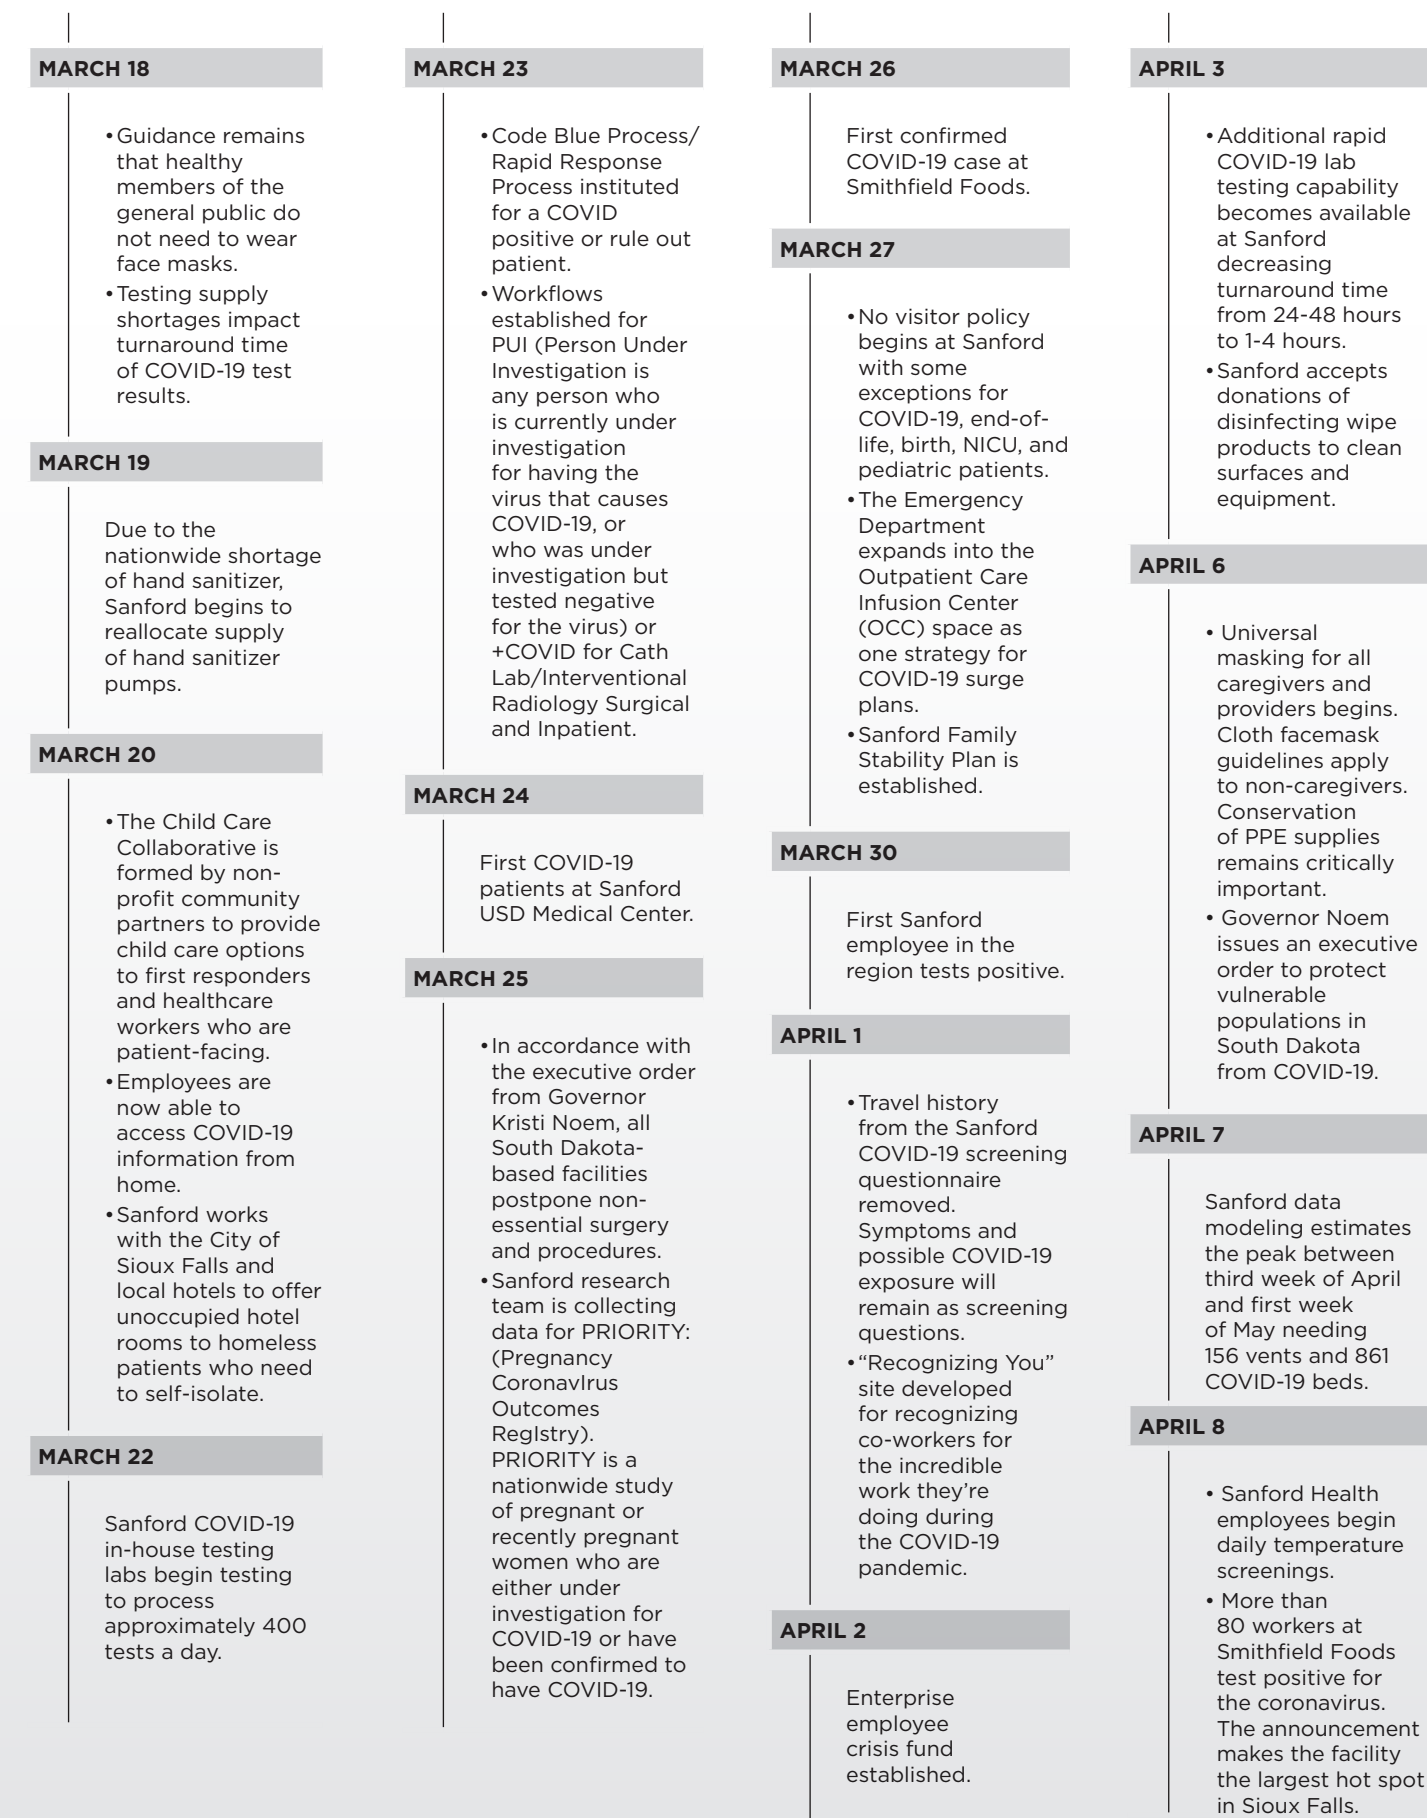 MARCH 18
•Guidance remains
that healthy
members of the
general public do
not need to wear
face masks.
•Testing supply
shortages impact
turnaround time
of COVID-19 test
results.
MARCH 19
Due to the
nationwide shortage
of hand sanitizer,
Sanford begins to
reallocate supply
of hand sanitizer
pumps.
MARCH 20
•The Child Care
Collaborative is
formed by non-
profit community
partners to provide
child care options
to first responders
and healthcare
workers who are
patient-facing.
•Employees are
now able to
access COVID-19
information from
home.
•Sanford works
with the City of
Sioux Falls and
local hotels to offer
unoccupied hotel
rooms to homeless
patients who need
to self-isolate.
MARCH 22
Sanford COVID-19
in-house testing
labs begin testing
to process
approximately 400
tests a day.
MARCH 23
•Code Blue Process/
Rapid Response
Process instituted
for a COVID
positive or rule out
patient.
•Workflows
established for
PUI (Person Under
Investigation is
any person who
is currently under
investigation
for having the
virus that causes
COVID-19, or
who was under
investigation but
tested negative
for the virus) or
+COVID for Cath
Lab/Interventional
Radiology Surgical
and Inpatient.
MARCH 24
First COVID-19
patients at Sanford
USD Medical Center.
MARCH 25
•In accordance with
the executive order
from Governor
Kristi Noem, all
South Dakota-
based facilities
postpone non-
essential surgery
and procedures.
•Sanford research
team is collecting
data for PRIORITY:
(Pregnancy
CoronavIrus
Outcomes
RegIstry).
PRIORITY is a
nationwide study
of pregnant or
recently pregnant
women who are
either under
investigation for
COVID-19 or have
been confirmed to
have COVID-19.
MARCH 26
First confirmed
COVID-19 case at
Smithfield Foods.
MARCH 27
•No visitor policy
begins at Sanford
with some
exceptions for
COVID-19, end-of-
life, birth, NICU, and
pediatric patients.
•The Emergency
Department
expands into the
Outpatient Care
Infusion Center
(OCC) space as
one strategy for
COVID-19 surge
plans.
•Sanford Family
Stability Plan is
established.
MARCH 30
First Sanford
employee in the
region tests positive.
APRIL 1
•Travel history
from the Sanford
COVID-19 screening
questionnaire
removed.
Symptoms and
possible COVID-19
exposure will
remain as screening
questions.
•“Recognizing You”
site developed
for recognizing
co-workers for
the incredible
work they’re
doing during
the COVID-19
pandemic.
APRIL 2
Enterprise
employee
crisis fund
established.
APRIL 3
•Additional rapid
COVID-19 lab
testing capability
becomes available
at Sanford
decreasing
turnaround time
from 24-48 hours
to 1-4 hours.
•Sanford accepts
donations of
disinfecting wipe
products to clean
surfaces and
equipment.
APRIL 6
• Universal
masking for all
caregivers and
providers begins.
Cloth facemask
guidelines apply
to non-caregivers.
Conservation
of PPE supplies
remains critically
important.
• Governor Noem
issues an executive
order to protect
vulnerable
populations in
South Dakota
from COVID-19.
APRIL 7
Sanford data
modeling estimates
the peak between
third week of April
and first week
of May needing
156 vents and 861
COVID-19 beds.
APRIL 8
• Sanford Health
employees begin
daily temperature
screenings.
• More than
80 workers at
Smithfield Foods
test positive for
the coronavirus.
The announcement
makes the facility
the largest hot spot
in Sioux Falls.